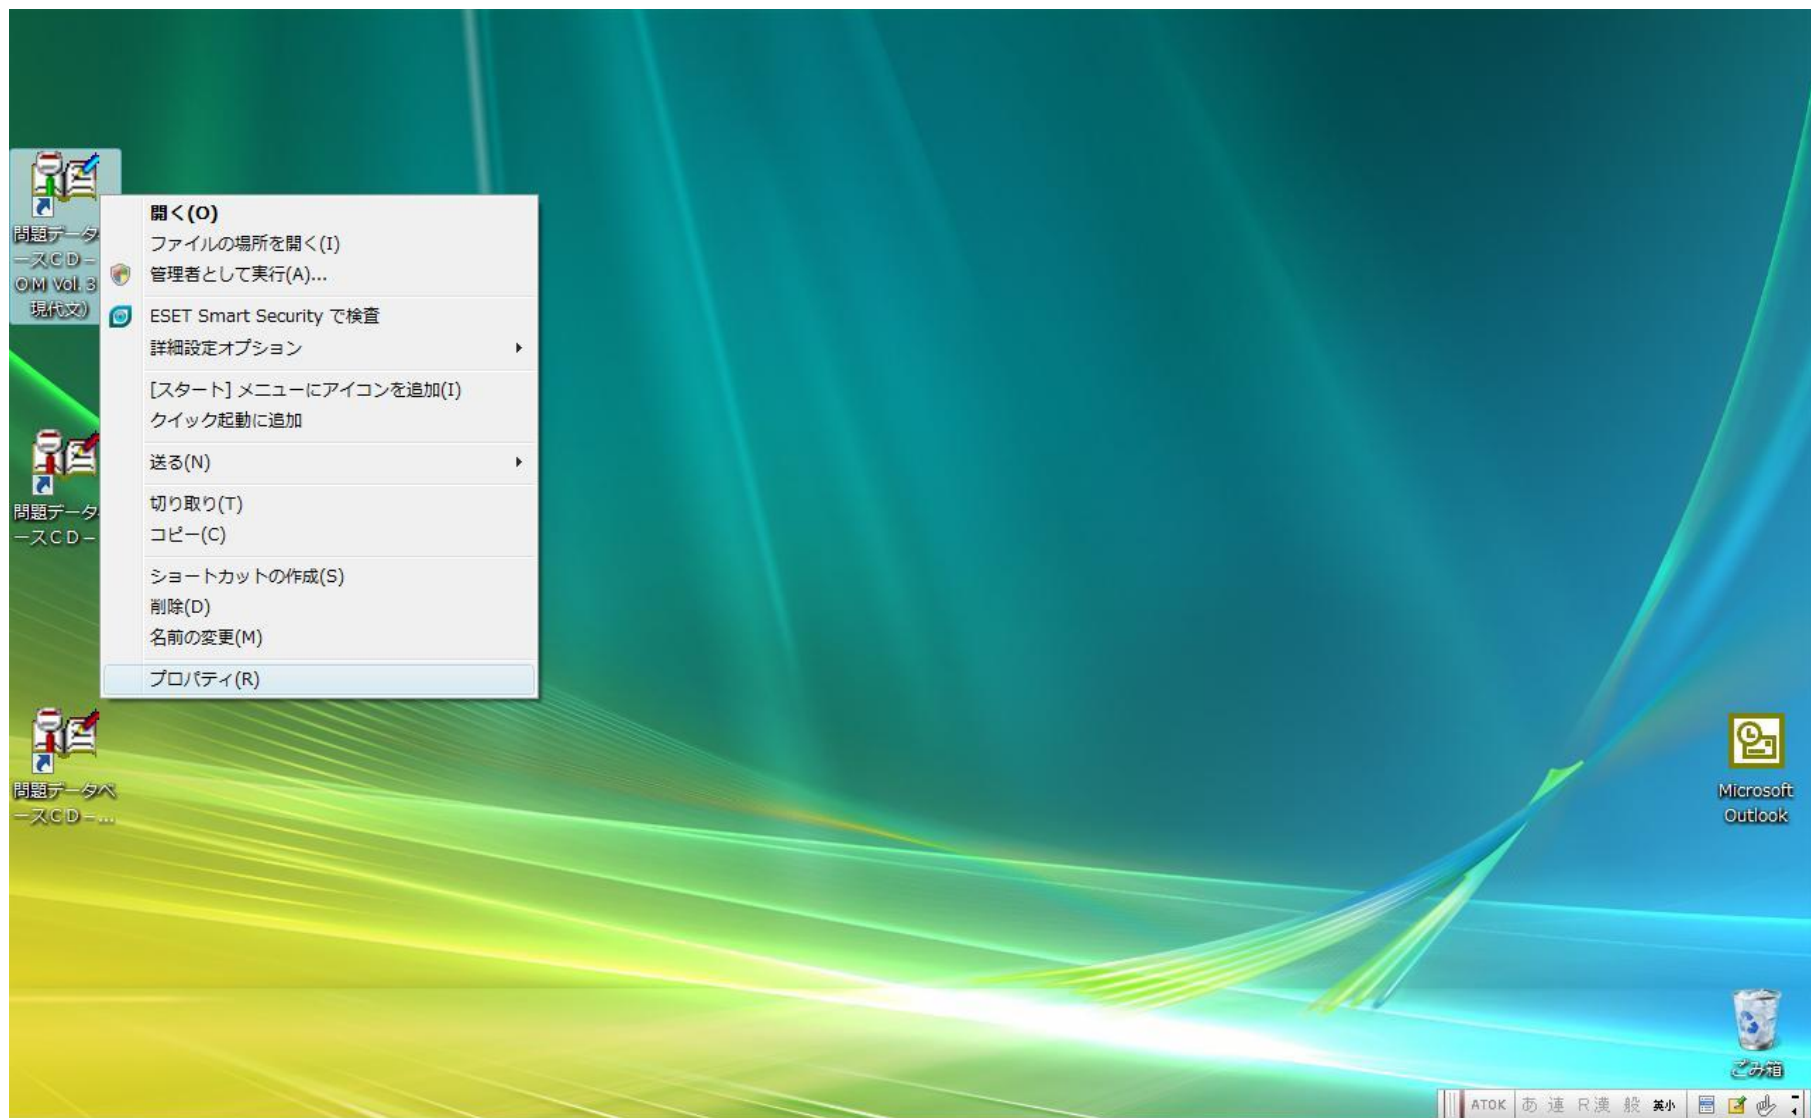 問題データ
ースＣＤ－
ＯＭ Vol. 3
現代文）
開く(O)
ファイルの場所を開く(I)
管理者として実行(A)...
ESET Smart Security で検査
詳細設定オプション
[スタート] メニューにアイコンを追加(I)
クイック起動に追加
送る(N)
切り取り(T)
コピー(C)
ショートカットの作成(S)
削除(D)
名前の変更(M)
プロパティ(R)
問題データ
ースＣＤ－
問題データベ
ースＣＤ－...
Microsoft
Outlook
ごみ箱
ATOK あ 連 R漢 般 英小